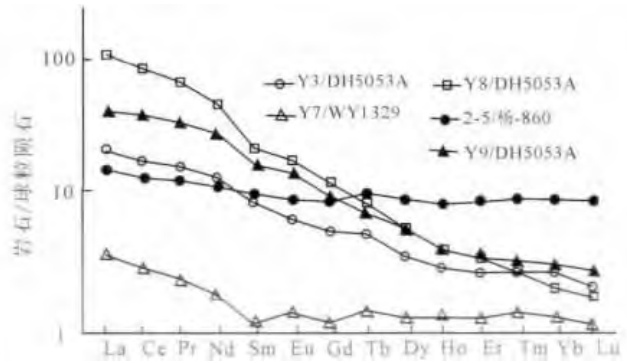 100
10
1
岩石/球粒陨石
Y3/DH5053A
Y8/DH5053A
Y7/WY1329
2-5/杨-860
Y9/DH5053A
La Ce Pr Nd Sm Eu Gd Tb Dy Ho Er Tm Yb Lu